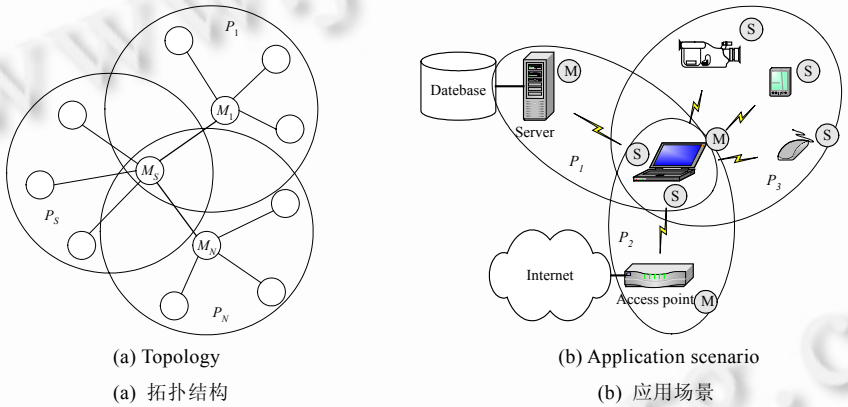 P1
M1
MS
PS
MN
PN
(a) Topology
(a) 拓扑结构
S
M
Datebase
S
Server
M
S
S
P1
P3
S
P2
Internet
Access point
M
(b) Application scenario
(b) 应用场景